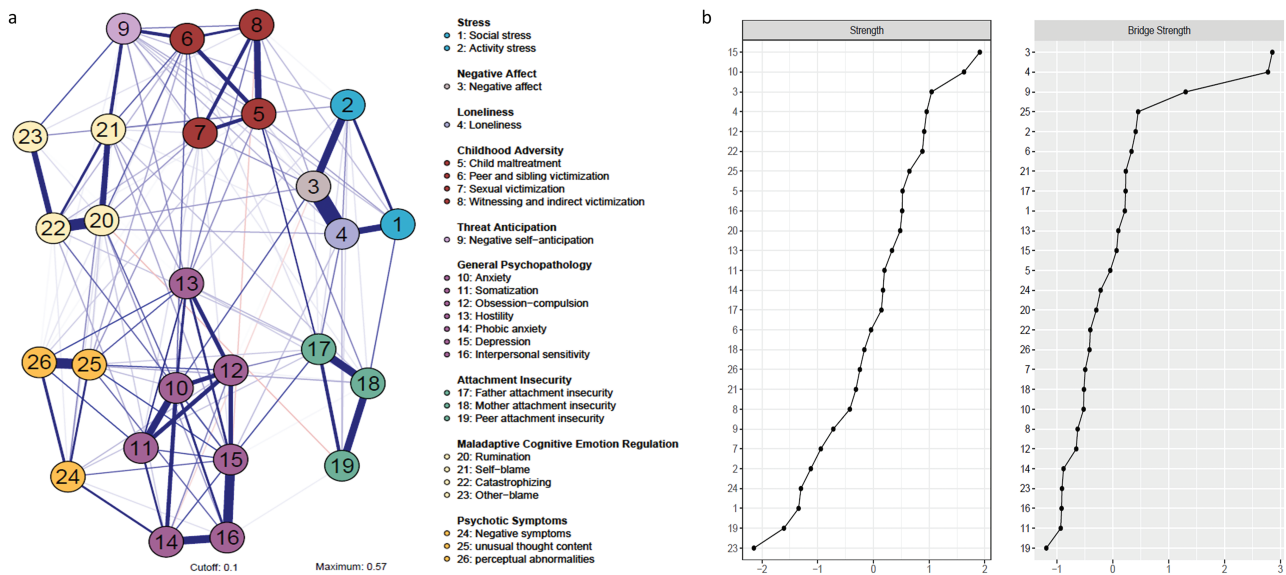 a
9
8
6
2
5
23
21
7
3
22
20
4
1
13
17
26
25
12
18
10
11
15
19
24
14
16
Cutoff: 0.1
Maximum: 0.57
Stress
1: Social stress
2: Activity stress
Negative Affect
3: Negative affect
Loneliness
4: Loneliness
Childhood Adversity
5: Child maltreatment
6: Peer and sibling victimization
7: Sexual victimization
8: Witnessing and indirect victimization
Threat Anticipation
9: Negative self−anticipation
General Psychopathology
10: Anxiety
11: Somatization
12: Obsession−compulsion
13: Hostility
14: Phobic anxiety
15: Depression
16: Interpersonal sensitivity
Attachment Insecurity
17: Father attachment insecurity
18: Mother attachment insecurity
19: Peer attachment insecurity
Maladaptive Cognitive Emotion Regulation
20: Rumination
21: Self−blame
22: Catastrophizing
23: Other−blame
Psychotic Symptoms
24: Negative symptoms
25: unusual thought content
26: perceptual abnormalities
b
Strength
15
10
3
4
12
22
25
5
16
20
13
11
14
17
6
18
26
21
8
9
7
2
24
1
19
23
−2
−1
0
1
2
Bridge Strength
3
4
9
25
2
6
21
17
1
13
15
5
24
20
22
26
7
18
10
8
12
14
23
16
11
19
−1
0
1
2
3